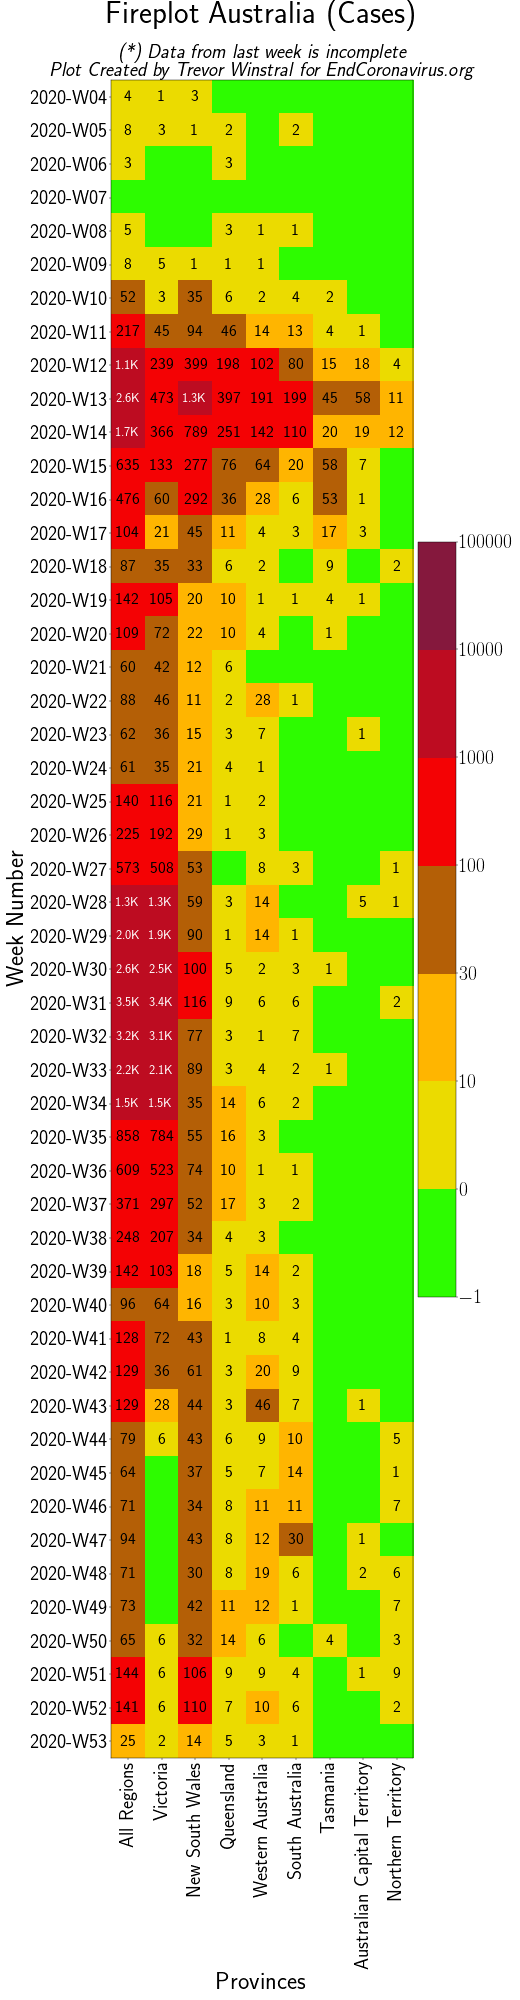 Fireplot Australia (Cases)
(*) Data from last week is incomplete
Plot Created by Trevor Winstral for EndCoronavirus.org
2020-W04 4 1 3
2020-W05 8 3 1 2 2
2020-W06 3 3
2020-W07
2020-W08 5 3 1 1
2020-W09 8 5 1 1 1
2020-W10 52 3 35 6 2 4 2
2020-W11 217 45 94 46 14 13 4 1
2020-W12 1.1K 239 399 198 102 80 15 18 4
2020-W13 2.6K 473 1.3K 397 191 199 45 58 11
2020-W14 1.7K 366 789 251 142 110 20 19 12
2020-W15 635 133 277 76 64 20 58 7
2020-W16 476 60 292 36 28 6 53 1
2020-W17 104 21 45 11 4 3 17 3
2020-W18 87 35 33 6 2 9 2
2020-W19 142 105 20 10 1 1 4 1
2020-W20 109 72 22 10 4 1
2020-W21 60 42 12 6
2020-W22 88 46 11 2 28 1
2020-W23 62 36 15 3 7 1
2020-W24 61 35 21 4 1
2020-W25 140 116 21 1 2
2020-W26 225 192 29 1 3
2020-W27 573 508 53 8 3 1
2020-W28 1.3K 1.3K 59 3 14 5 1
2020-W29 2.0K 1.9K 90 1 14 1
2020-W30 2.6K 2.5K 100 5 2 3 1
2020-W31 3.5K 3.4K 116 9 6 6 2
2020-W32 3.2K 3.1K 77 3 1 7
2020-W33 2.2K 2.1K 89 3 4 2 1
2020-W34 1.5K 1.5K 35 14 6 2
2020-W35 858 784 55 16 3
2020-W36 609 523 74 10 1 1
2020-W37 371 297 52 17 3 2
2020-W38 248 207 34 4 3
2020-W39 142 103 18 5 14 2
2020-W40 96 64 16 3 10 3
2020-W41 128 72 43 1 8 4
2020-W42 129 36 61 3 20 9
2020-W43 129 28 44 3 46 7 1
2020-W44 79 6 43 6 9 10 5
2020-W45 64 37 5 7 14 1
2020-W46 71 34 8 11 11 7
2020-W47 94 43 8 12 30 1
2020-W48 71 30 8 19 6 2 6
2020-W49 73 42 11 12 1 7
2020-W50 65 6 32 14 6 4 3
2020-W51 144 6 106 9 9 4 1 9
2020-W52 141 6 110 7 10 6 2
2020-W53 25 2 14 5 3 1
Week Number
100000
10000
1000
100
30
10
0
−1
All Regions
Victoria
New South Wales
Queensland
Western Australia
South Australia
Tasmania
Australian Capital Territory
Northern Territory
Provinces